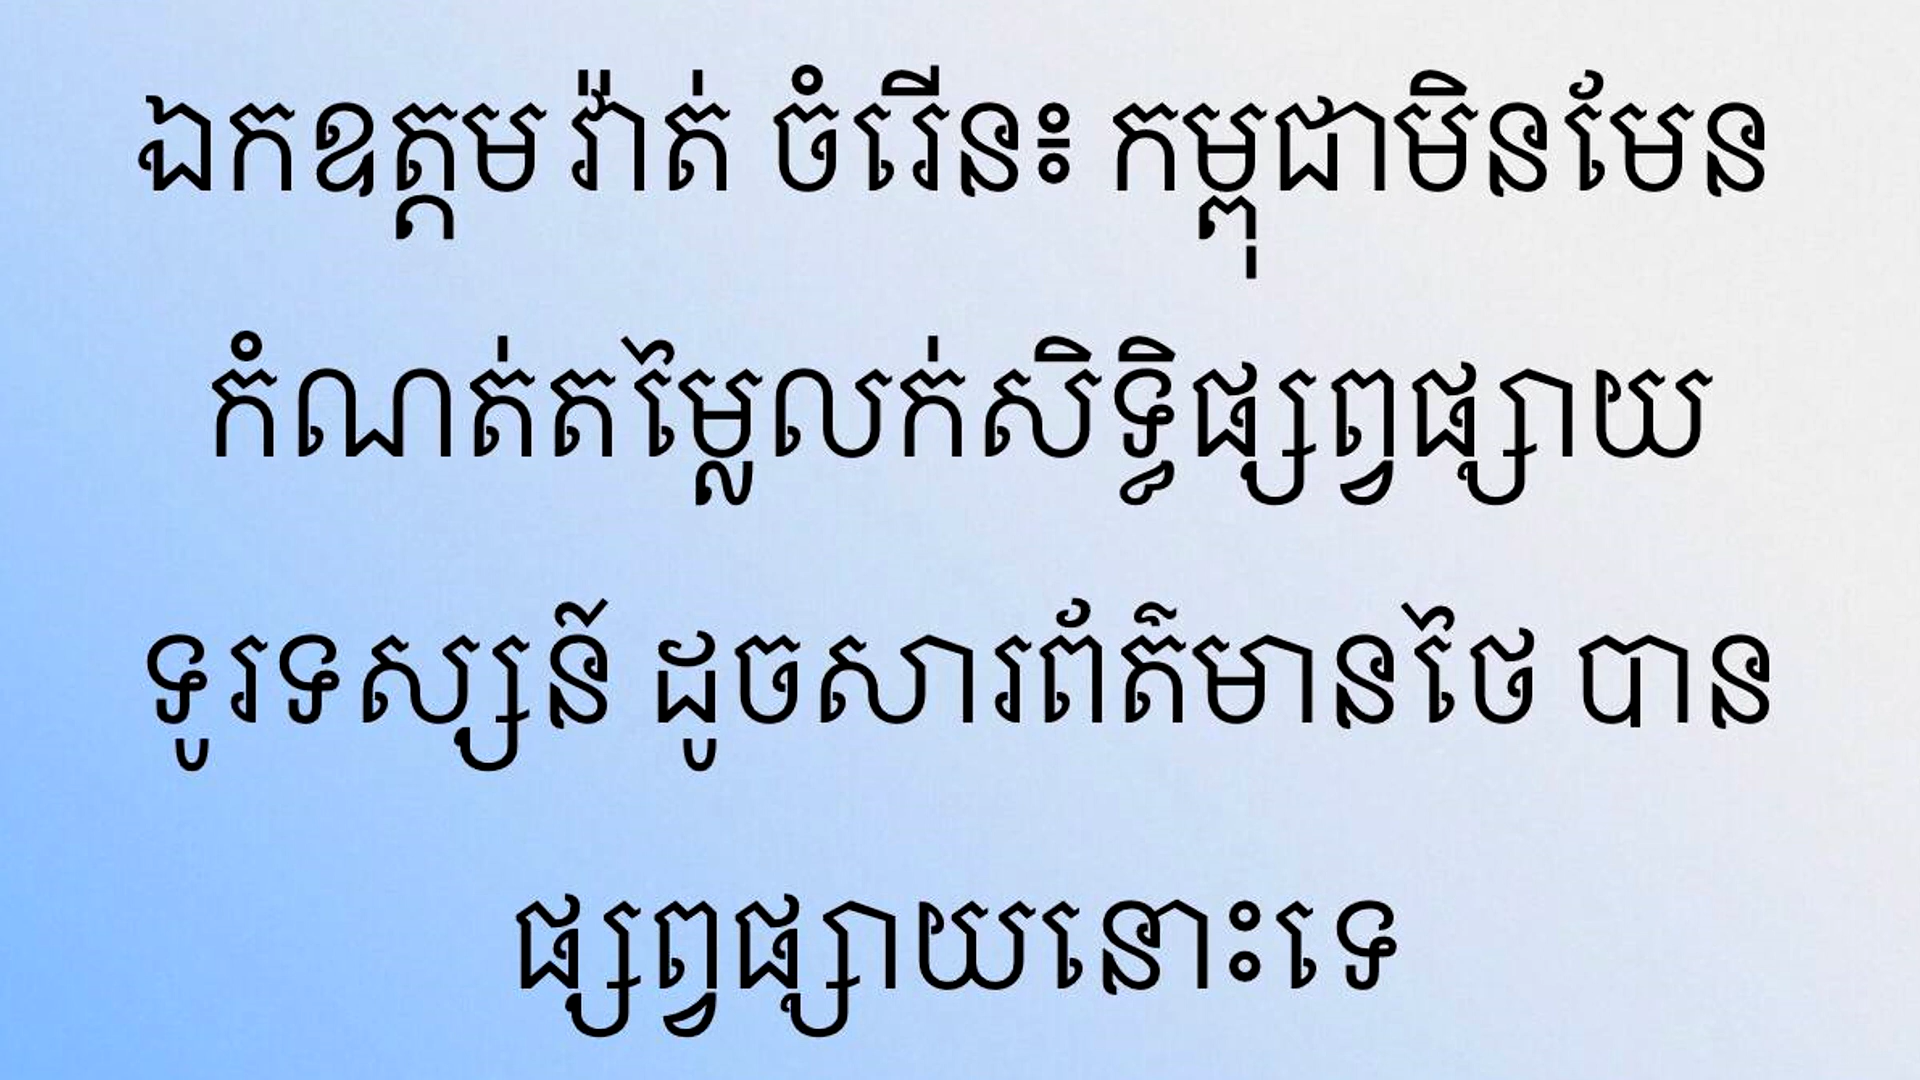 ឯកឧត្តម វ៉ាត់ ចំរើន៖ កម្ពុជាមិនមែន
កំណត់តម្លៃលក់សិទ្ធិផ្សព្វផ្សាយ
ទូរទស្សន៍ ដូចសារព័ត៌មានថៃ បាន
ផ្សព្វផ្សាយនោះទេ